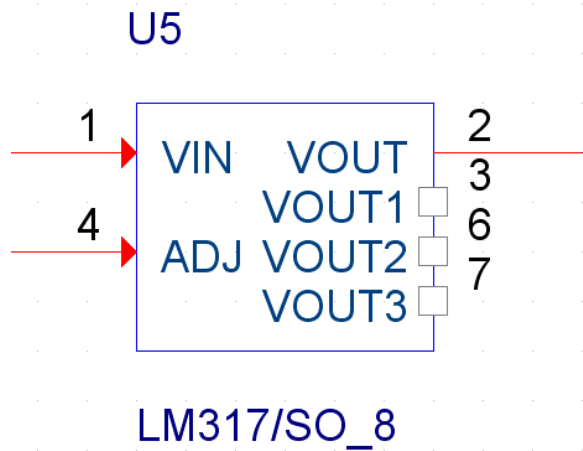 U5
1 VIN VOUT 2
VOUT1 3
4 ADJ VOUT2 6
VOUT3 7
LM317/SO_8